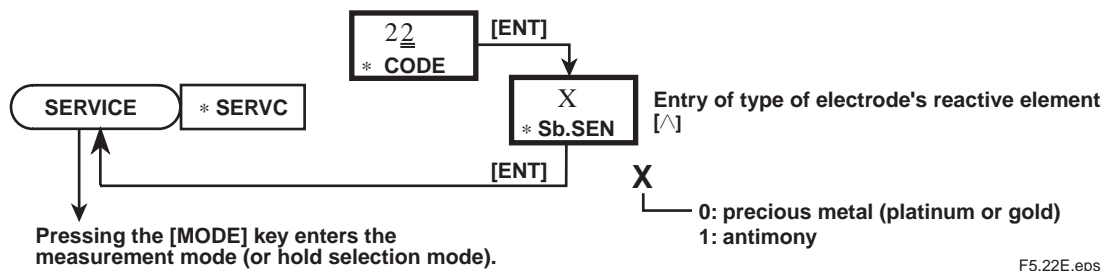 22
* CODE
[ENT]
SERVICE
* SERVC
X
* Sb.SEN
Entry of type of electrode's reactive element
[∧]
[ENT]
X
0: precious metal (platinum or gold)
1: antimony
Pressing the [MODE] key enters the
measurement mode (or hold selection mode).
F5.22E.eps